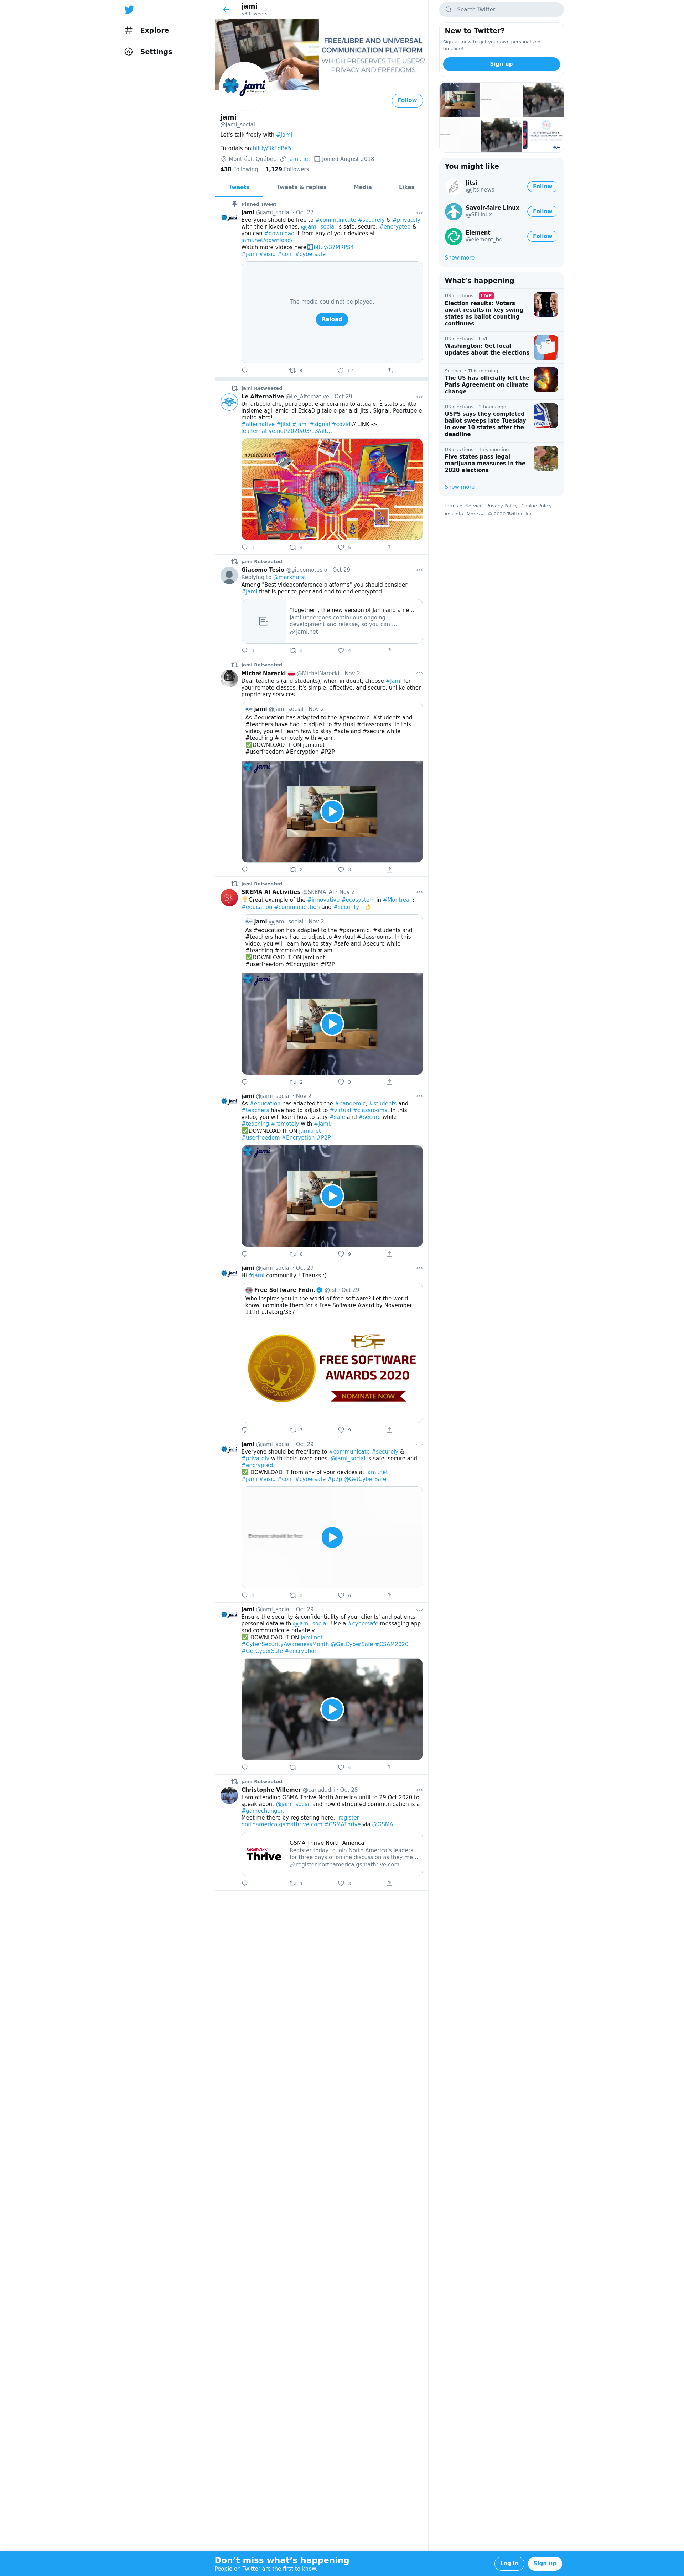 Explore
Settings
jami
538 Tweets
FREE/LIBRE AND UNIVERSAL
COMMUNICATION PLATFORM
WHICH PRESERVES THE USERS'
PRIVACY AND FREEDOMS
jami
Follow
jami
@jami_social
Let's talk freely with #Jami
Tutorials on bit.ly/3kFdBeS
Montréal, Québec jami.net Joined August 2018
438 Following 1,129 Followers
Tweets Tweets & replies Media Likes
Pinned Tweet
jami @jami_social · Oct 27
Everyone should be free to #communicate #securely & #privately
with their loved ones. @jami_social is safe, secure, #encrypted &
you can #download it from any of your devices at
jami.net/download/
Watch more videos here➡bit.ly/37MRPS4
#Jami #visio #conf #cybersafe
The media could not be played.
Reload
6 12
jami Retweeted
Le Alternative @Le_Alternative · Oct 29
Un articolo che, purtroppo, è ancora molto attuale. È stato scritto
insieme agli amici di EticaDigitale e parla di Jitsi, Signal, Peertube e
molto altro!
#alternative #jitsi #jami #signal #covid // LINK ->
lealternative.net/2020/03/13/alt…
1 4 5
jami Retweeted
Giacomo Tesio @giacomotesio · Oct 29
Replying to @markhurst
Among "Best videoconference platforms" you should consider
#Jami that is peer to peer and end to end encrypted.
"Together", the new version of Jami and a ne…
Jami undergoes continuous ongoing
development and release, so you can …
jami.net
3 3 4
jami Retweeted
Michał Narecki @MichalNarecki · Nov 2
Dear teachers (and students), when in doubt, choose #Jami for
your remote classes. It's simple, effective, and secure, unlike other
proprietary services.
jami @jami_social · Nov 2
As #education has adapted to the #pandemic, #students and
#teachers have had to adjust to #virtual #classrooms. In this
video, you will learn how to stay #safe and #secure while
#teaching #remotely with #Jami.
✅DOWNLOAD IT ON jami.net
#userfreedom #Encryption #P2P
jami
2 3
jami Retweeted
SKEMA AI Activities @SKEMA_AI · Nov 2
💡Great example of the #innovative #ecosystem in #Montreal :
#education #communication and #security 👌
jami @jami_social · Nov 2
As #education has adapted to the #pandemic, #students and
#teachers have had to adjust to #virtual #classrooms. In this
video, you will learn how to stay #safe and #secure while
#teaching #remotely with #Jami.
✅DOWNLOAD IT ON jami.net
#userfreedom #Encryption #P2P
jami
2 3
jami @jami_social · Nov 2
As #education has adapted to the #pandemic, #students and
#teachers have had to adjust to #virtual #classrooms. In this
video, you will learn how to stay #safe and #secure while
#teaching #remotely with #Jami.
✅DOWNLOAD IT ON jami.net
#userfreedom #Encryption #P2P
jami
6 9
jami @jami_social · Oct 29
Hi #jami community ! Thanks :)
Free Software Fndn. @fsf · Oct 29
Who inspires you in the world of free software? Let the world
know: nominate them for a Free Software Award by November
11th! u.fsf.org/357
FSF
FREE SOFTWARE
AWARDS 2020
NOMINATE NOW
3 9
jami @jami_social · Oct 29
Everyone should be free/libre to #communicate #securely &
#privately with their loved ones. @jami_social is safe, secure and
#encrypted.
✅ DOWNLOAD IT from any of your devices at jami.net
#Jami #visio #conf #cybersafe #p2p @GetCyberSafe
Everyone should be free
1 3 6
jami @jami_social · Oct 29
Ensure the security & confidentiality of your clients' and patients'
personal data with @jami_social. Use a #cybersafe messaging app
and communicate privately.
✅ DOWNLOAD IT ON jami.net
#CyberSecurityAwarenessMonth @GetCyberSafe #CSAM2020
#GetCyberSafe #encryption
4
jami Retweeted
Christophe Villemer @canadadri · Oct 28
I am attending GSMA Thrive North America until to 29 Oct 2020 to
speak about @jami_social and how distributed communication is a
#gamechanger.
Meet me there by registering here: register-
northamerica.gsmathrive.com #GSMAThrive via @GSMA
GSMA
Thrive
GSMA Thrive North America
Register today to join North America's leaders
for three days of online discussion as they me…
register-northamerica.gsmathrive.com
1 3
Search Twitter
New to Twitter?
Sign up now to get your own personalized
timeline!
Sign up
You might like
Jitsi
@jitsinews
Follow
Savoir-faire Linux
@SFLinux
Follow
Element
@element_hq
Follow
Show more
What's happening
US elections · LIVE
Election results: Voters
await results in key swing
states as ballot counting
continues
US elections · LIVE
Washington: Get local
updates about the elections
Science · This morning
The US has officially left the
Paris Agreement on climate
change
US elections · 2 hours ago
USPS says they completed
ballot sweeps late Tuesday
in over 10 states after the
deadline
US elections · This morning
Five states pass legal
marijuana measures in the
2020 elections
Show more
Terms of Service Privacy Policy Cookie Policy
Ads info More © 2020 Twitter, Inc.
Don't miss what's happening
People on Twitter are the first to know.
Log in Sign up